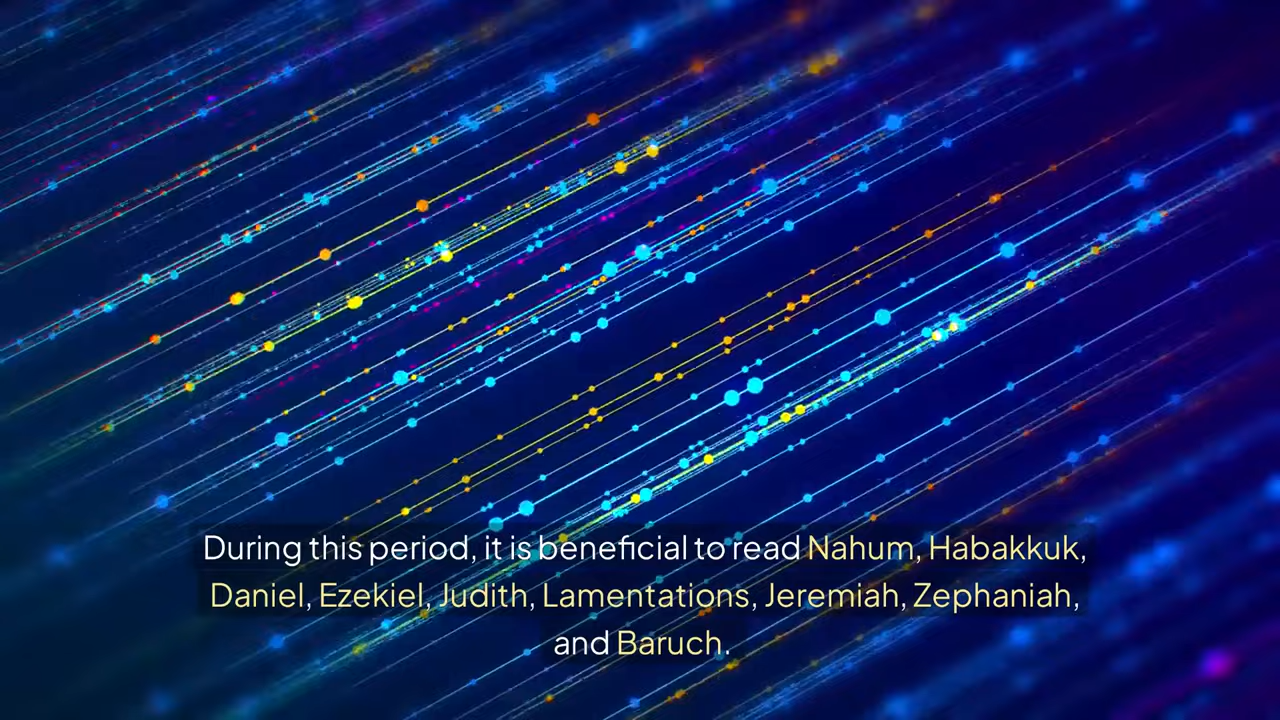 During this period, it is beneficial to read Nahum, Habakkuk,
Daniel, Ezekiel, Judith, Lamentations, Jeremiah, Zephaniah,
and Baruch.